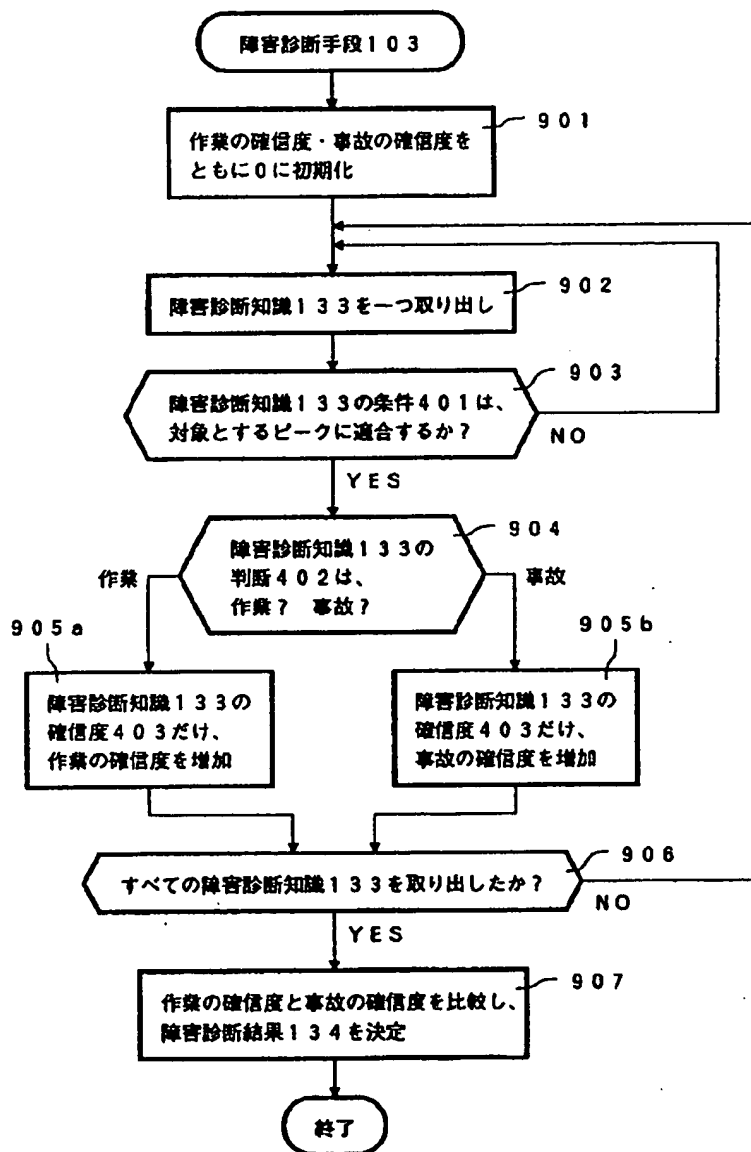 障害診断手段１０３
９０１
作業の確信度・事故の確信度を
ともに０に初期化
９０２
障害診断知識１３３を一つ取り出し
９０３
障害診断知識１３３の条件４０１は、
対象とするピークに適合するか？
ＮＯ
ＹＥＳ
９０４
障害診断知識１３３の
判断４０２は、
作業？　事故？
作業
事故
９０５ａ
９０５ｂ
障害診断知識１３３の
確信度４０３だけ、
作業の確信度を増加
障害診断知識１３３の
確信度４０３だけ、
事故の確信度を増加
９０６
すべての障害診断知識１３３を取り出したか？
ＮＯ
ＹＥＳ
９０７
作業の確信度と事故の確信度を比較し、
障害診断結果１３４を決定
終了